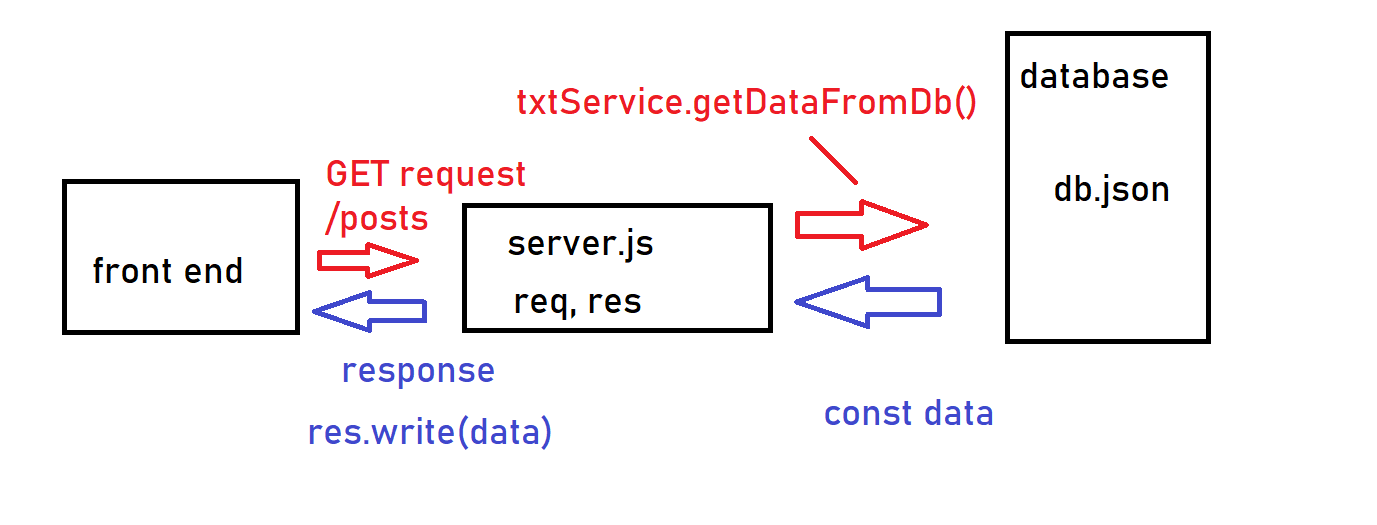 database
txtService.getDataFromDb()
GET request
/posts
db.json
front end
server.js
req, res
response
res.write(data)
const data